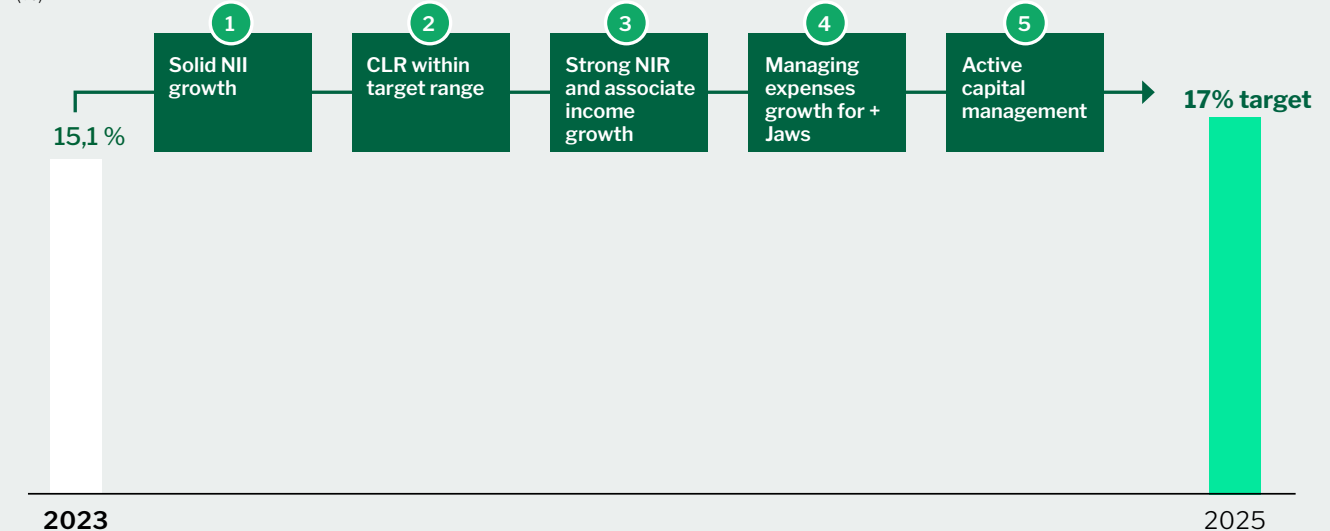 1
Solid NII
growth
2
CLR within
target range
3
Strong NIR
and associate
income
growth
4
Managing
expenses
growth for +
Jaws
5
Active
capital
management
15,1 %
17% target
2023
2025